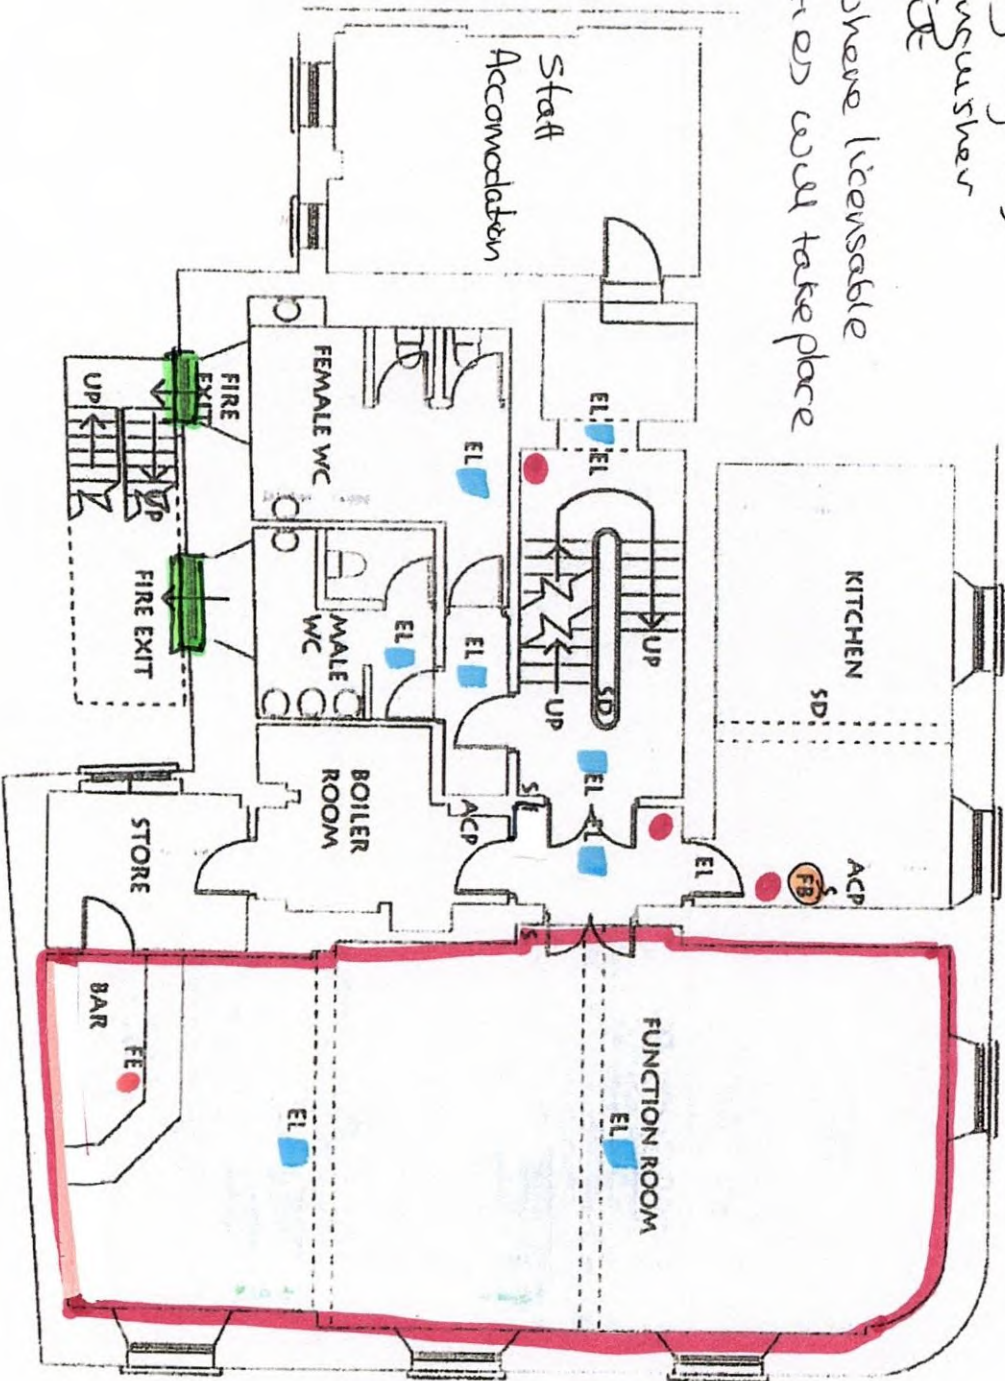 nguisher
where licensable
ties will take place
KITCHEN
ACP
SD
S
FB
EL
UP
FUNCTION ROOM
EL
SD
EL
EL
EL
EL
UP
Staff
Accomodation
S
EL
EL
ACP
EL
BOILER
ROOM
MALE
WC
FEMALE WC
EL
FIRE
EXIT
UP
FIRE EXIT
STORE
FE
BAR
UP